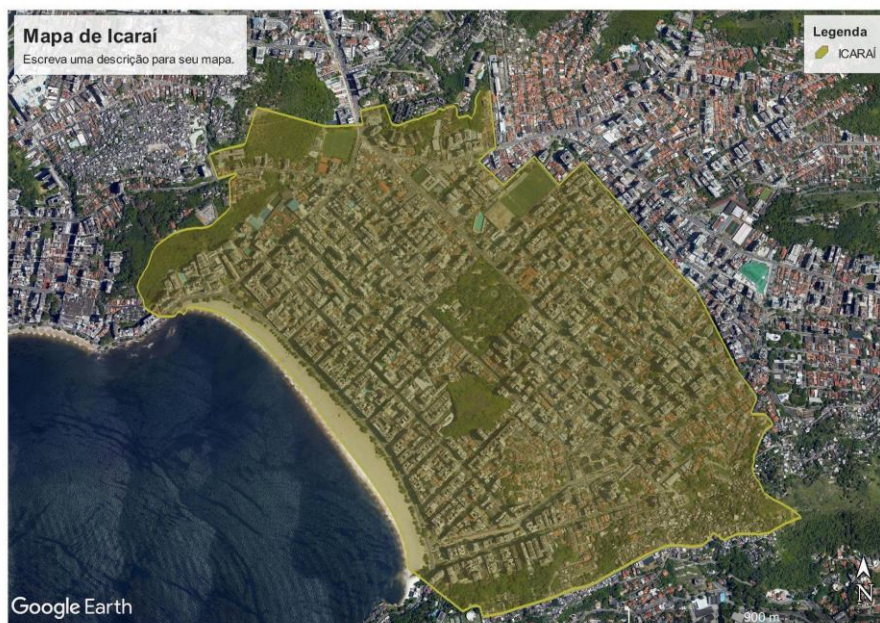 Mapa de Icaraí
Escreva uma descrição para seu mapa.
Legenda
ICARAÍ
Google Earth
N
900 m